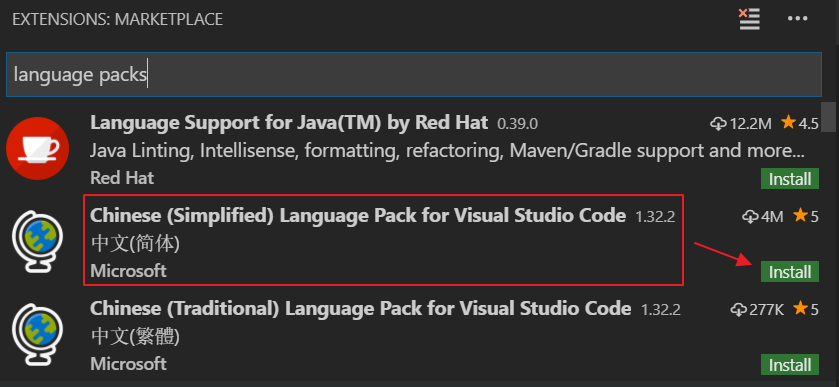 EXTENSIONS: MARKETPLACE
language packs
Language Support for Java(TM) by Red Hat 0.39.0 12.2M 4.5
Java Linting, Intellisense, formatting, refactoring, Maven/Gradle support and more...
Red Hat Install
Chinese (Simplified) Language Pack for Visual Studio Code 1.32.2 4M 5
中文(简体)
Microsoft Install
Chinese (Traditional) Language Pack for Visual Studio Code 1.32.2 277K 5
中文(繁體)
Microsoft Install